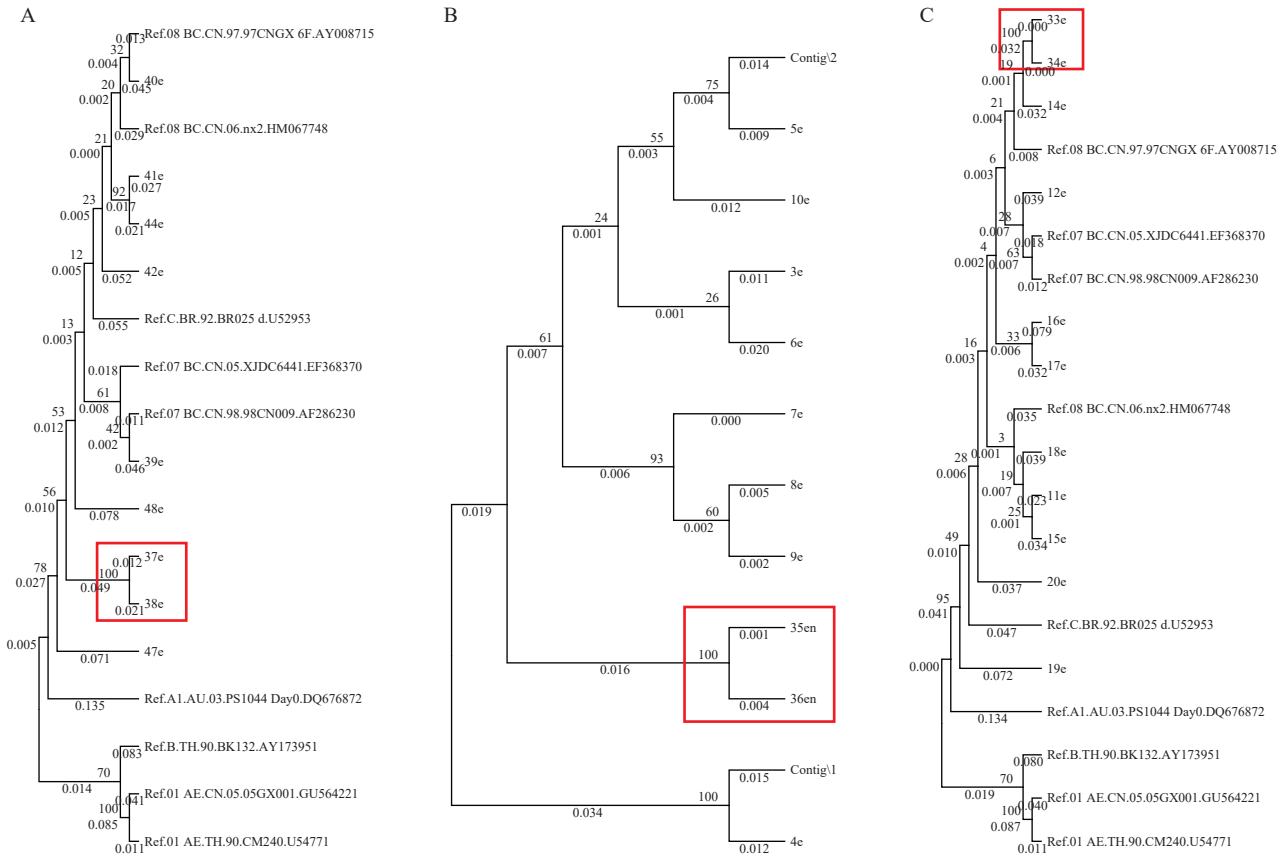 A
Ref.08 BC.CN.97.97CNGX 6F.AY008715
0.013
32
0.004
40e
0.045
20
0.002
Ref.08 BC.CN.06.nx2.HM067748
0.029
21
0.000
41e
0.027
92
0.017
44e
0.021
23
0.005
42e
0.052
12
0.005
Ref.C.BR.92.BR025 d.U52953
0.055
13
0.003
Ref.07 BC.CN.05.XJDC6441.EF368370
0.018
61
0.008
Ref.07 BC.CN.98.98CN009.AF286230
0.011
42
0.002
39e
0.046
53
0.012
48e
0.078
56
0.010
37e
0.012
100
0.049
38e
0.021
78
0.027
47e
0.071
0.005
Ref.A1.AU.03.PS1044 Day0.DQ676872
0.135
Ref.B.TH.90.BK132.AY173951
0.083
70
0.014
Ref.01 AE.CN.05.05GX001.GU564221
0.041
100
0.085
Ref.01 AE.TH.90.CM240.U54771
0.011
B
Contig\2
0.014
75
0.004
5e
0.009
55
0.003
10e
0.012
24
0.001
3e
0.011
26
0.001
6e
0.020
61
0.007
7e
0.000
93
0.006
8e
0.005
60
0.002
9e
0.002
0.019
35en
0.001
100
0.016
36en
0.004
Contig\1
0.015
100
0.034
4e
0.012
C
33e
0.000
100
0.032
34e
0.000
19
0.001
14e
0.032
21
0.004
Ref.08 BC.CN.97.97CNGX 6F.AY008715
0.008
6
0.003
12e
0.039
28
0.007
Ref.07 BC.CN.05.XJDC6441.EF368370
0.018
63
0.007
Ref.07 BC.CN.98.98CN009.AF286230
0.012
4
0.002
16e
0.079
33
0.006
17e
0.032
16
0.003
Ref.08 BC.CN.06.nx2.HM067748
0.035
3
0.001
18e
0.039
19
0.007
11e
0.023
25
0.001
15e
0.034
28
0.006
20e
0.037
49
0.010
Ref.C.BR.92.BR025 d.U52953
0.047
95
0.041
19e
0.072
0.000
Ref.A1.AU.03.PS1044 Day0.DQ676872
0.134
Ref.B.TH.90.BK132.AY173951
0.080
70
0.019
Ref.01 AE.CN.05.05GX001.GU564221
0.040
100
0.087
Ref.01 AE.TH.90.CM240.U54771
0.011